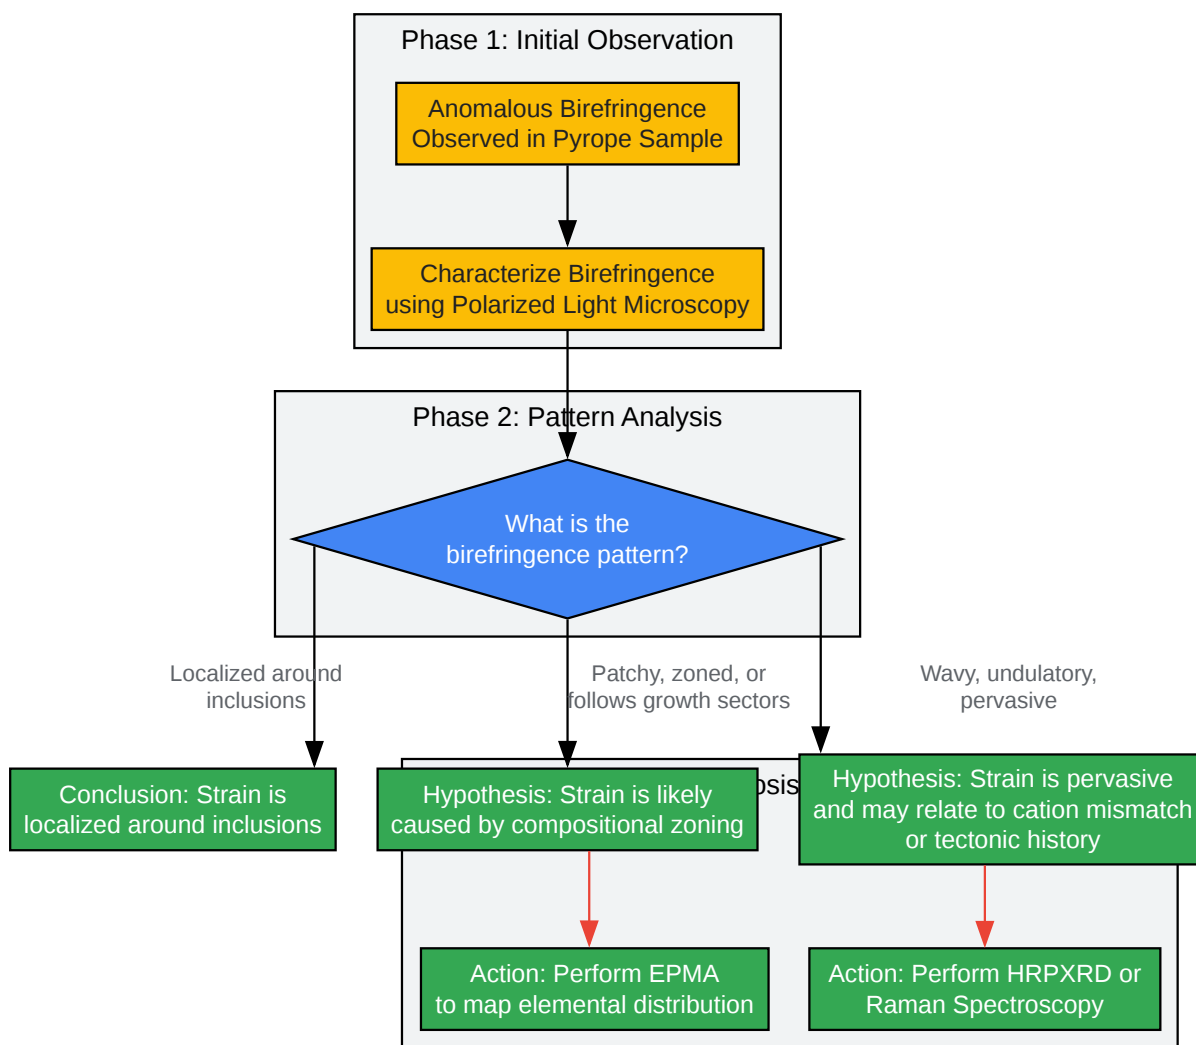 Phase 1: Initial Observation
Anomalous Birefringence
Observed in Pyrope Sample
Characterize Birefringence
using Polarized Light Microscopy
Phase 2: Pattern Analysis
What is the
birefringence pattern?
Localized around
inclusions
Patchy, zoned, or
follows growth sectors
Wavy, undulatory,
pervasive
Conclusion: Strain is
localized around inclusions
Hypothesis: Strain is likely
caused by compositional zoning
Hypothesis: Strain is pervasive
and may relate to cation mismatch
or tectonic history
Action: Perform EPMA
to map elemental distribution
Action: Perform HRPXRD or
Raman Spectroscopy